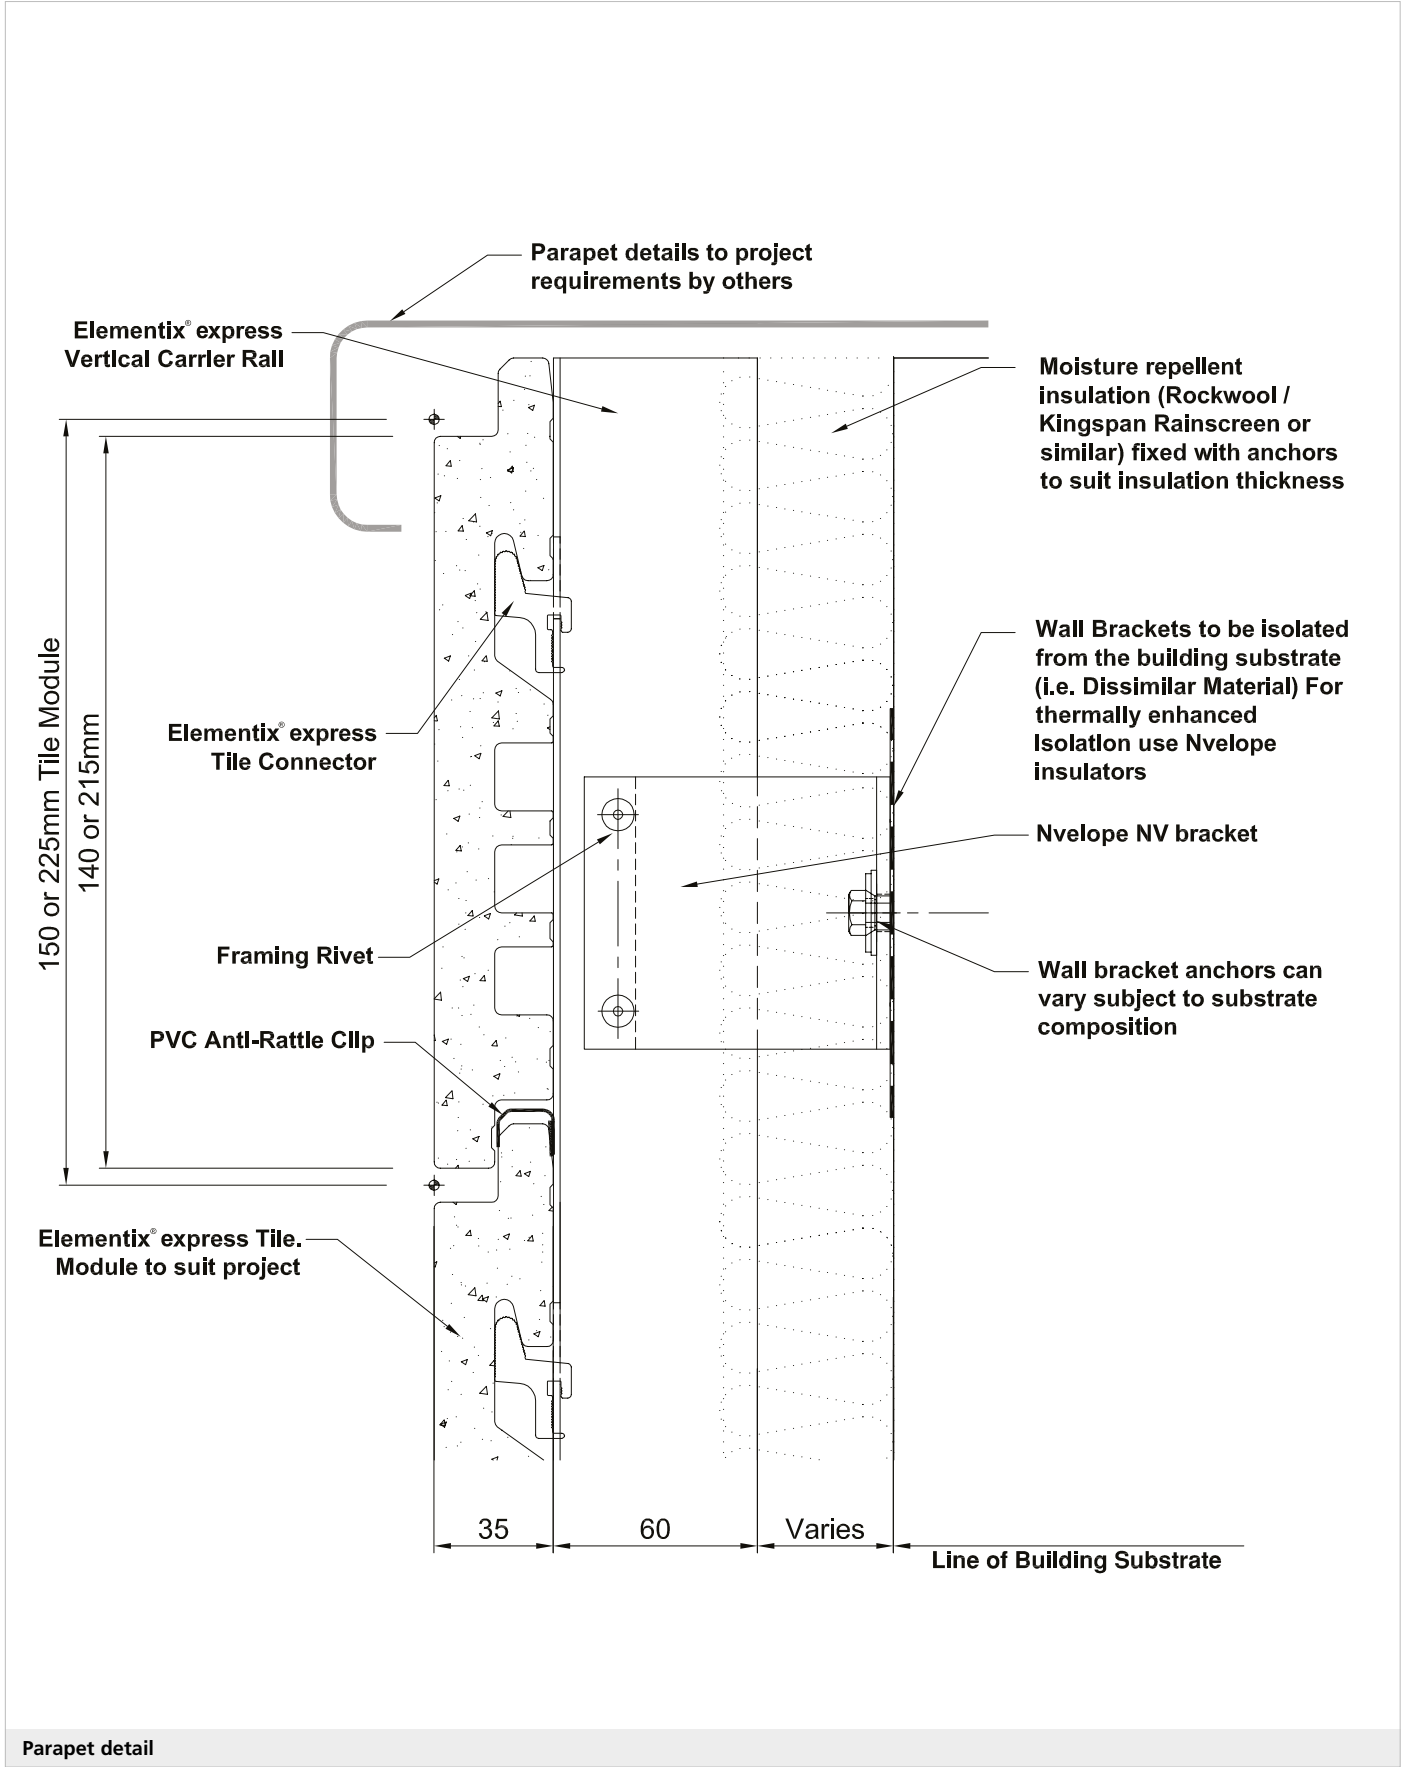 Parapet details to project
requirements by others
Elementix® express
Vertical Carrier Rail
Moisture repellent
insulation (Rockwool /
Kingspan Rainscreen or
similar) fixed with anchors
to suit insulation thickness
150 or 225mm Tile Module
140 or 215mm
Wall Brackets to be isolated
from the building substrate
(i.e. Dissimilar Material) For
thermally enhanced
Isolation use Nvelope
insulators
Elementix® express
Tile Connector
Nvelope NV bracket
Framing Rivet
Wall bracket anchors can
vary subject to substrate
composition
PVC Anti-Rattle Clip
Elementix® express Tile.
Module to suit project
35
60
Varies
Line of Building Substrate
Parapet detail